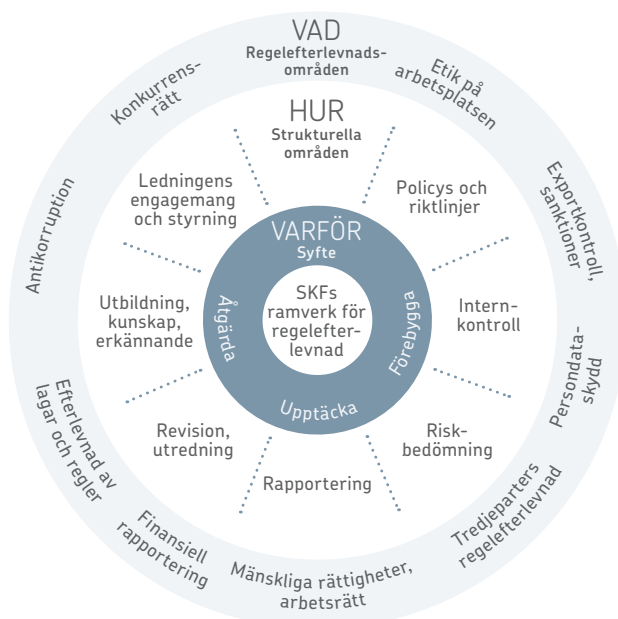 VAD
Regelefterlevnads-
områden
Etik på
arbetsplatsen
Exportkontroll,
sanktioner
Persondata-
skydd
Tredjeparters
regelefterlevnad
Mänskliga rättigheter,
arbetsrätt
Finansiell
rapportering
Efterlevnad av
lagar och regler
Antikorruption
Konkurrens-
rätt
HUR
Strukturella
områden
Policys och
riktlinjer
Intern-
kontroll
Risk-
bedömning
Rapportering
Revision,
utredning
Utbildning,
kunskap,
erkännande
Ledningens
engagemang
och styrning
VARFÖR
Syfte
Förebygga
Upptäcka
Åtgärda
SKFs
ramverk för
regelefter-
levnad